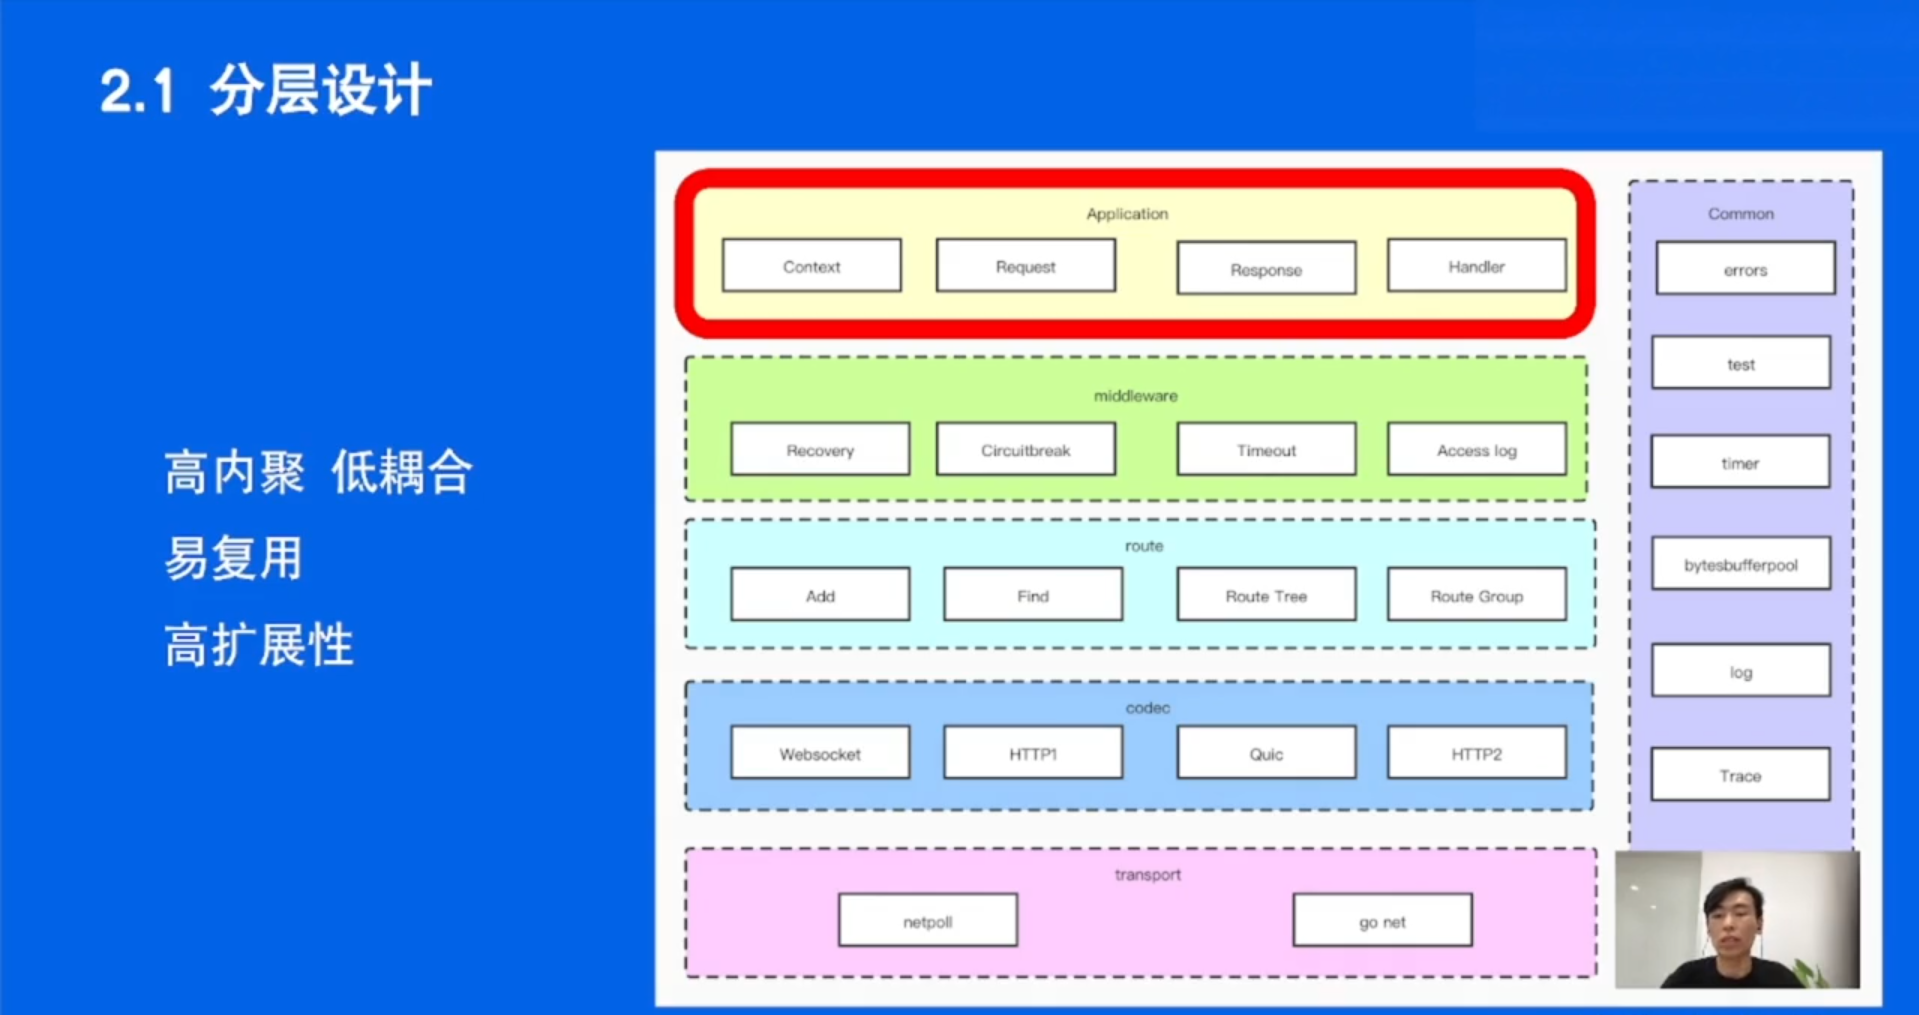 2.1 分层设计
高内聚 低耦合
易复用
高扩展性
Application
Context Request Response Handler
middleware
Recovery Circuitbreak Timeout Access log
route
Add Find Route Tree Route Group
codec
Websocket HTTP1 Quic HTTP2
transport
netpoll go net
Common
errors
test
timer
bytesbufferpool
log
Trace